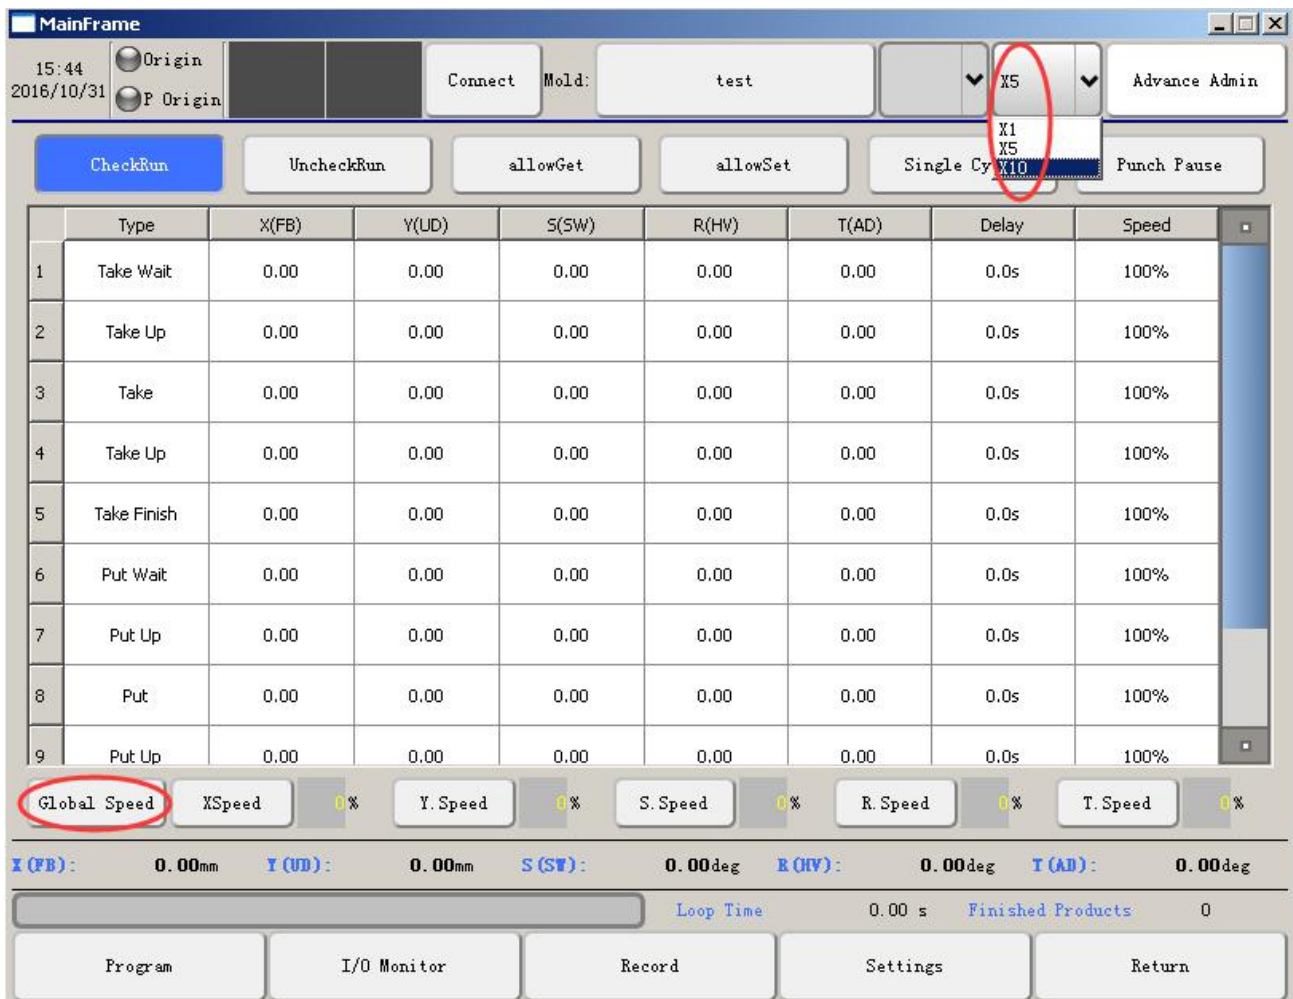 MainFrame
15:44
2016/10/31
Origin
P Origin
Connect
Mold:
test
X5
Advance Admin
X1
X5
X10
CheckRun
UncheckRun
allowGet
allowSet
Single Cy
Punch Pause
Type X(FB) Y(UD) S(SW) R(HV) T(AD) Delay Speed
1 Take Wait 0.00 0.00 0.00 0.00 0.00 0.0s 100%
2 Take Up 0.00 0.00 0.00 0.00 0.00 0.0s 100%
3 Take 0.00 0.00 0.00 0.00 0.00 0.0s 100%
4 Take Up 0.00 0.00 0.00 0.00 0.00 0.0s 100%
5 Take Finish 0.00 0.00 0.00 0.00 0.00 0.0s 100%
6 Put Wait 0.00 0.00 0.00 0.00 0.00 0.0s 100%
7 Put Up 0.00 0.00 0.00 0.00 0.00 0.0s 100%
8 Put 0.00 0.00 0.00 0.00 0.00 0.0s 100%
9 Put Up 0.00 0.00 0.00 0.00 0.00 0.0s 100%
Global Speed XSpeed 0% Y.Speed 0% S.Speed 0% R.Speed 0% T.Speed 0%
X(FB): 0.00mm Y(UD): 0.00mm S(SW): 0.00deg R(HV): 0.00deg T(AD): 0.00deg
Loop Time 0.00 s Finished Products 0
Program I/O Monitor Record Settings Return